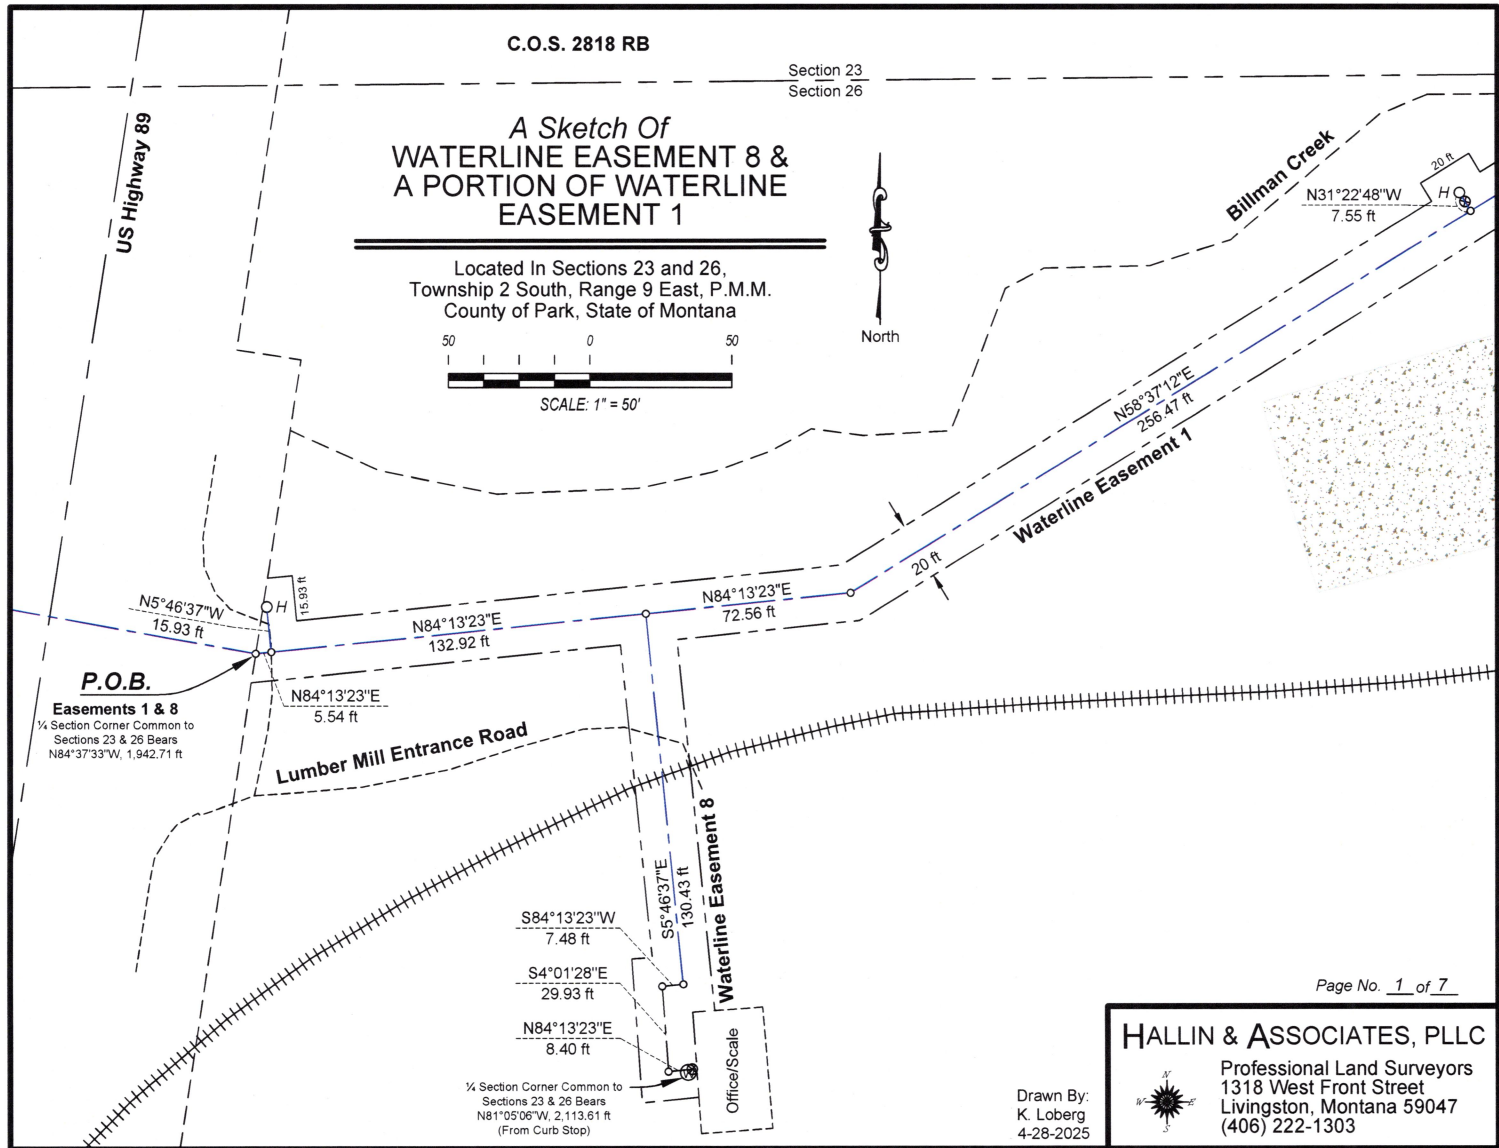 C.O.S. 2818 RB
Section 23
Section 26
US Highway 89
A Sketch Of
WATERLINE EASEMENT 8 &
A PORTION OF WATERLINE
EASEMENT 1
Located In Sections 23 and 26,
Township 2 South, Range 9 East, P.M.M.
County of Park, State of Montana
50 0 50
SCALE: 1" = 50'
North
Billman Creek
20 ft
H
N31°22'48"W
7.55 ft
N58°37'12"E
256.47 ft
Waterline Easement 1
20 ft
15.93 ft
H
N5°46'37"W
15.93 ft
N84°13'23"E
132.92 ft
N84°13'23"E
72.56 ft
P.O.B.
Easements 1 & 8
¼ Section Corner Common to
Sections 23 & 26 Bears
N84°37'33"W, 1,942.71 ft
N84°13'23"E
5.54 ft
Lumber Mill Entrance Road
S5°46'37"E
130.43 ft
Waterline Easement 8
S84°13'23"W
7.48 ft
S4°01'28"E
29.93 ft
N84°13'23"E
8.40 ft
¼ Section Corner Common to
Sections 23 & 26 Bears
N81°05'06"W, 2,113.61 ft
(From Curb Stop)
Office/Scale
Page No. 1 of 7
Drawn By:
K. Loberg
4-28-2025
HALLIN & ASSOCIATES, PLLC
N
W E
S
Professional Land Surveyors
1318 West Front Street
Livingston, Montana 59047
(406) 222-1303